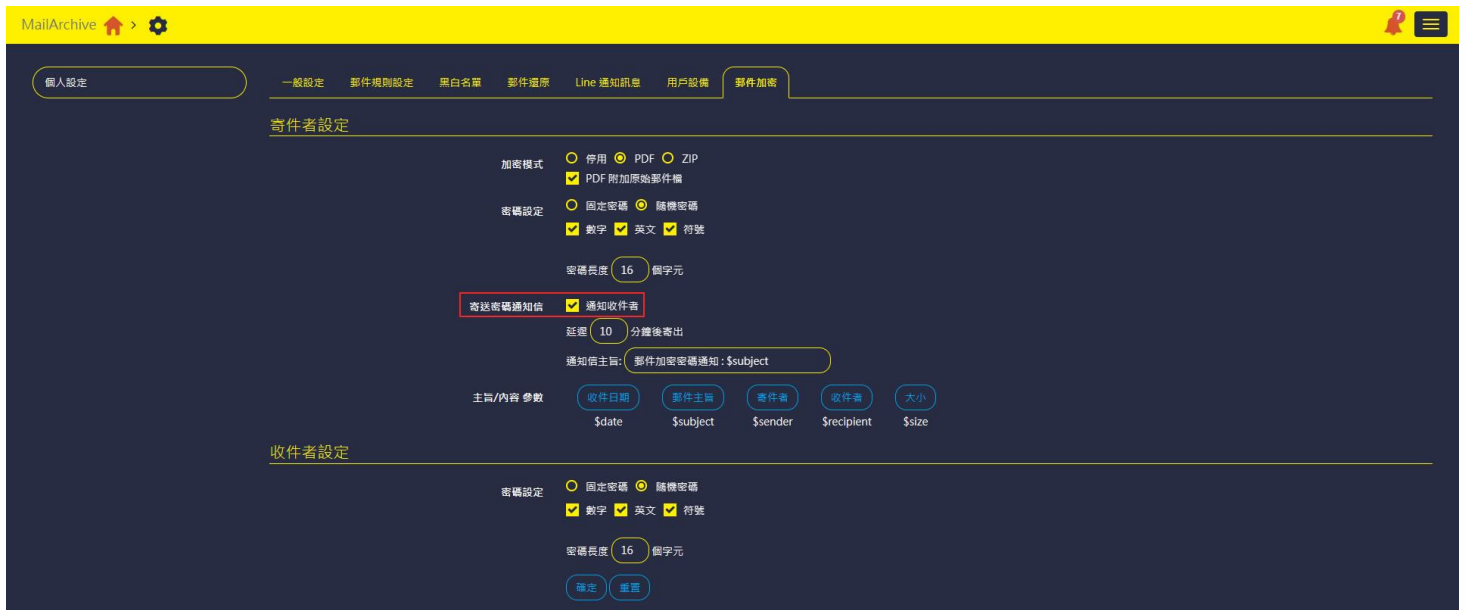 MailArchive >
7
個人設定
一般設定 郵件規則設定 黑白名單 郵件還原 Line 通知訊息 用戶設備 郵件加密
寄件者設定
加密模式 停用 PDF ZIP
PDF 附加原始郵件檔
密碼設定 固定密碼 隨機密碼
數字 英文 符號
密碼長度 16 個字元
寄送密碼通知信 通知收件者
延遲 10 分鐘後寄出
通知信主旨: 郵件加密密碼通知 : $subject
主旨/內容 參數 收件日期 郵件主旨 寄件者 收件者 大小
$date $subject $sender $recipient $size
收件者設定
密碼設定 固定密碼 隨機密碼
數字 英文 符號
密碼長度 16 個字元
確定 重置